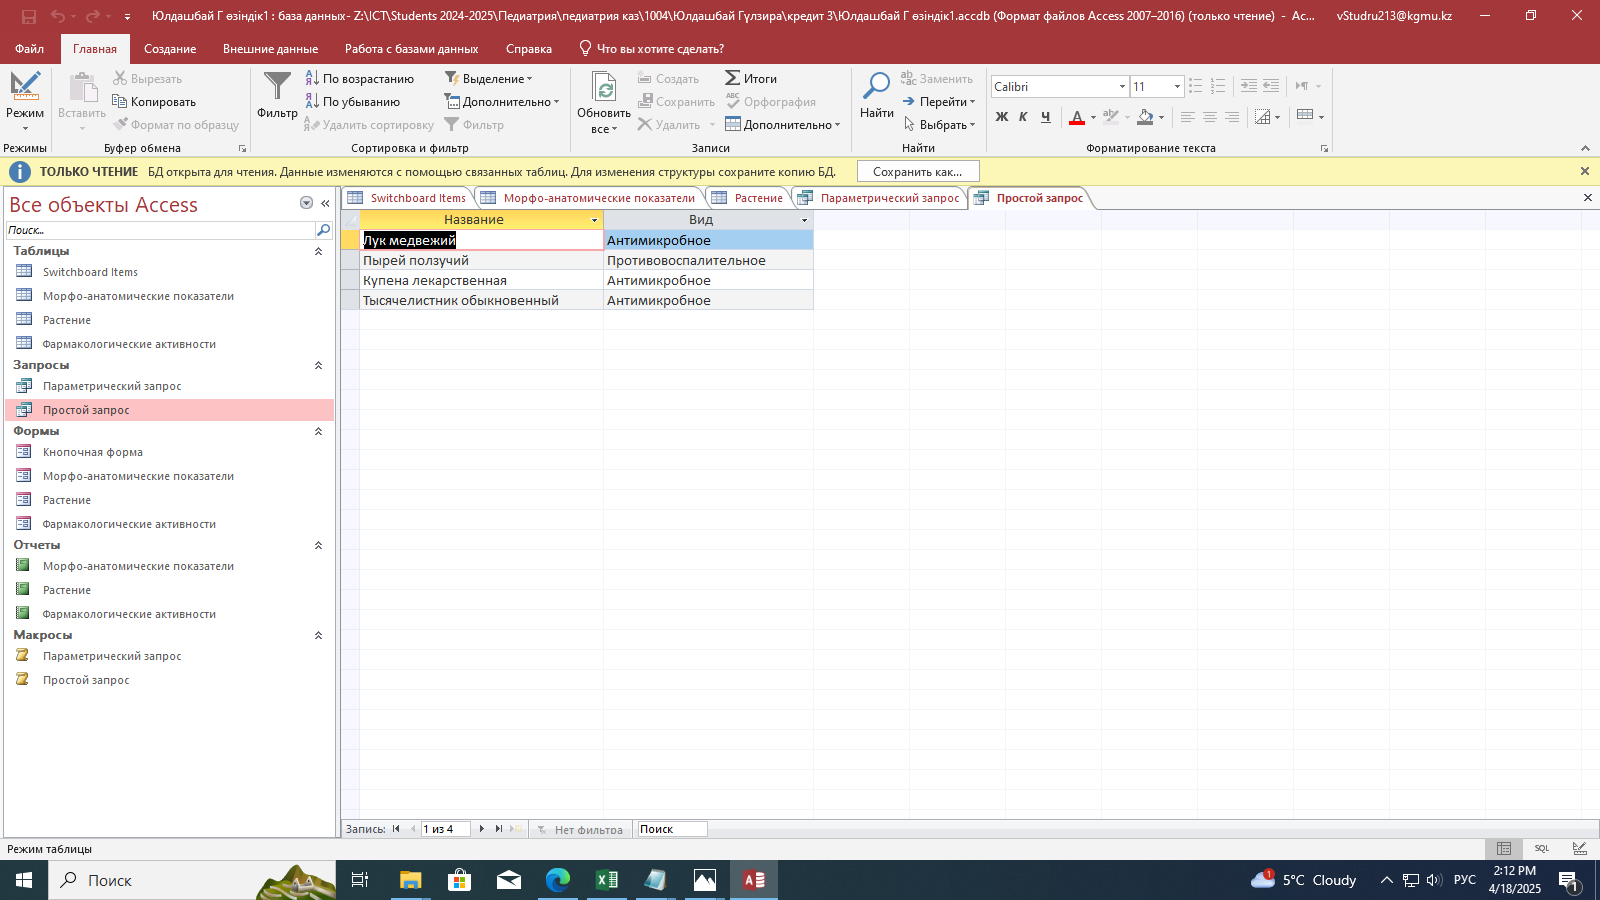 Юлдашбай Г өзіндік1 : база данных- Z:\ICT\Students 2024-2025\Педиатрия\педиатрия каз\1004\Юлдашбай Гүлзира\кредит 3\Юлдашбай Г өзіндік1.accdb (Формат файлов Access 2007–2016) (только чтение) - Ac... vStudru213@kgmu.kz
Файл Главная Создание Внешние данные Работа с базами данных Справка Что вы хотите сделать?
Режим
Режимы
Вставить
Вырезать
Копировать
Формат по образцу
Буфер обмена
Фильтр
По возрастанию
По убыванию
Удалить сортировку
Выделение
Дополнительно
Фильтр
Сортировка и фильтр
Обновить
все
Создать
Сохранить
Удалить
Итоги
Орфография
Дополнительно
Записи
Найти
Заменить
Перейти
Выбрать
Найти
Calibri 11
Ж К Ч
Форматирование текста
ТОЛЬКО ЧТЕНИЕ БД открыта для чтения. Данные изменяются с помощью связанных таблиц. Для изменения структуры сохраните копию БД. Сохранить как...
Все объекты Access
Поиск...
Таблицы
Switchboard Items
Морфо-анатомические показатели
Растение
Фармакологические активности
Запросы
Параметрический запрос
Простой запрос
Формы
Кнопочная форма
Морфо-анатомические показатели
Растение
Фармакологические активности
Отчеты
Морфо-анатомические показатели
Растение
Фармакологические активности
Макросы
Параметрический запрос
Простой запрос
Switchboard Items Морфо-анатомические показатели Растение Параметрический запрос Простой запрос
Название Вид
Лук медвежий Антимикробное
Пырей ползучий Противовоспалительное
Купена лекарственная Антимикробное
Тысячелистник обыкновенный Антимикробное
Запись: 1 из 4 Нет фильтра Поиск
Режим таблицы SQL
Поиск 5°C Cloudy РУС 2:12 PM
4/18/2025